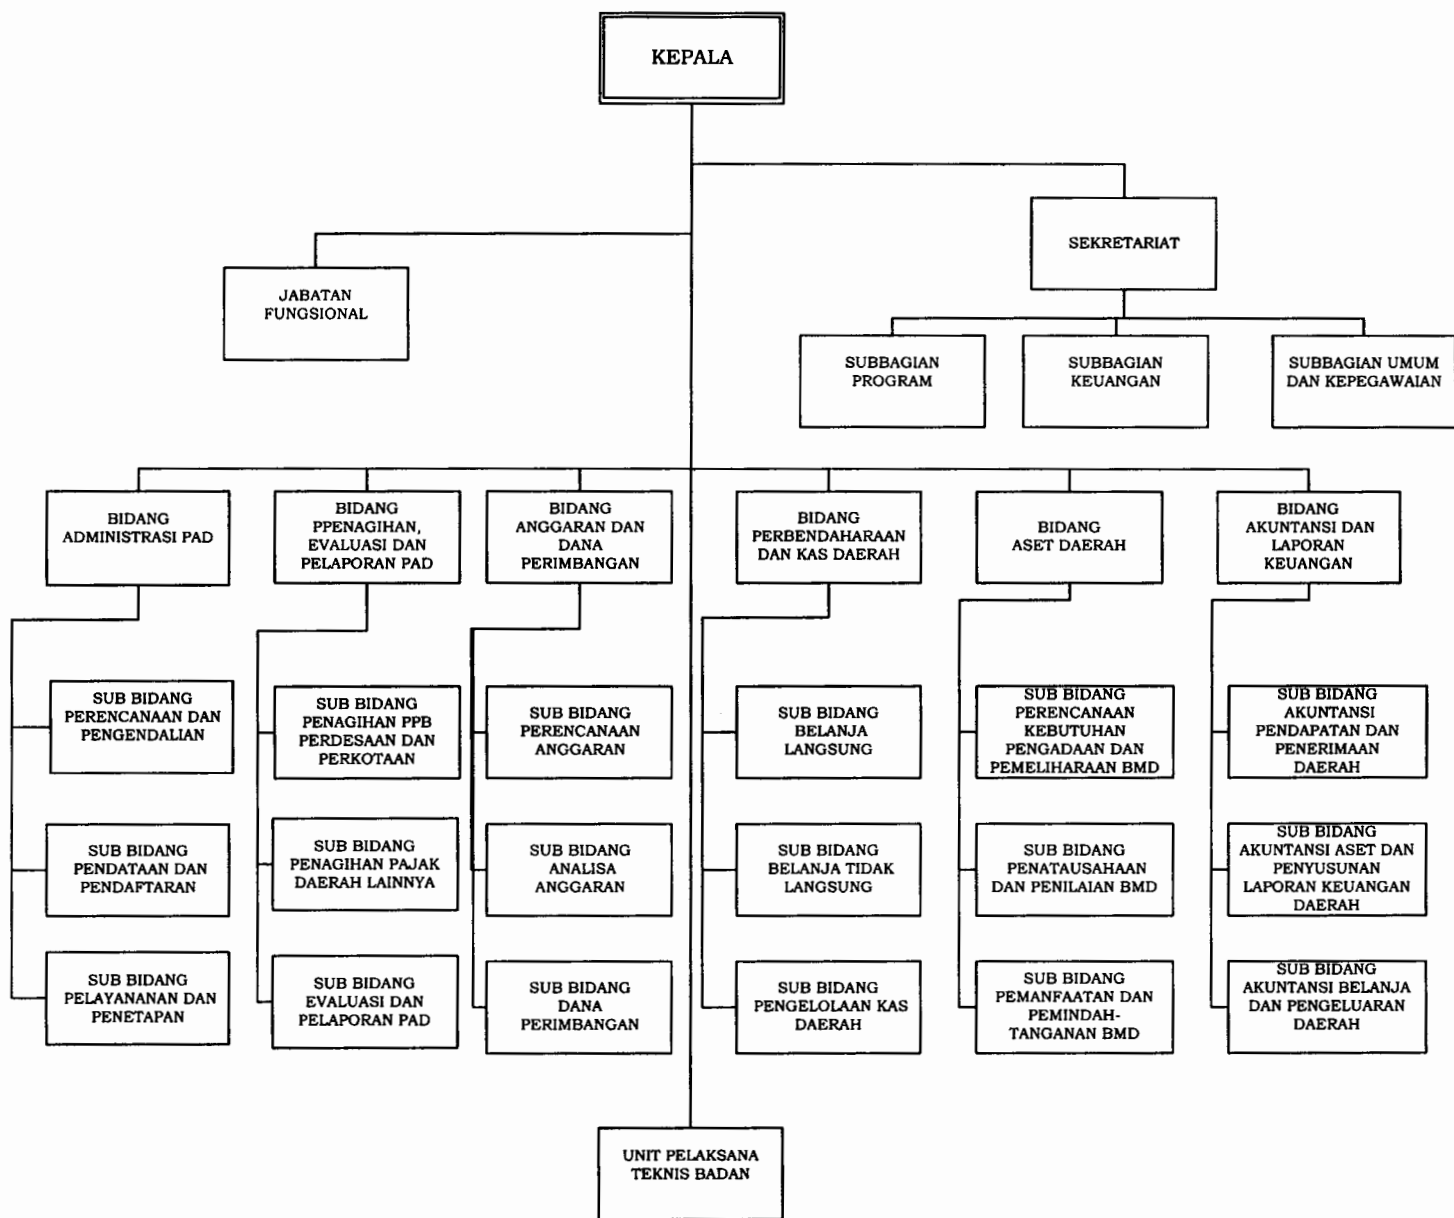 KEPALA
SEKRETARIAT
JABATAN
FUNGSIONAL
SUBBAGIAN
PROGRAM
SUBBAGIAN
KEUANGAN
SUBBAGIAN UMUM
DAN KEPEGAWAIAN
BIDANG
ADMINISTRASI PAD
BIDANG
PPENAGIHAN,
EVALUASI DAN
PELAPORAN PAD
BIDANG
ANGGARAN DAN
DANA
PERIMBANGAN
BIDANG
PERBENDAHARAAN
DAN KAS DAERAH
BIDANG
ASET DAERAH
BIDANG
AKUNTANSI DAN
LAPORAN
KEUANGAN
SUB BIDANG
PERENCANAAN DAN
PENGENDALIAN
SUB BIDANG
PENAGIHAN PPB
PERDESAAN DAN
PERKOTAAN
SUB BIDANG
PERENCANAAN
ANGGARAN
SUB BIDANG
BELANJA
LANGSUNG
SUB BIDANG
PERENCANAAN
KEBUTUHAN
PENGADAAN DAN
PEMELIHARAAN BMD
SUB BIDANG
AKUNTANSI
PENDAPATAN DAN
PENERIMAAN
DAERAH
SUB BIDANG
PENDATAAN DAN
PENDAFTARAN
SUB BIDANG
PENAGIHAN PAJAK
DAERAH LAINNYA
SUB BIDANG
ANALISA
ANGGARAN
SUB BIDANG
BELANJA TIDAK
LANGSUNG
SUB BIDANG
PENATAUSAHAAN
DAN PENILAIAN BMD
SUB BIDANG
AKUNTANSI ASET DAN
PENYUSUNAN
LAPORAN KEUANGAN
DAERAH
SUB BIDANG
PELAYANANAN DAN
PENETAPAN
SUB BIDANG
EVALUASI DAN
PELAPORAN PAD
SUB BIDANG
DANA
PERIMBANGAN
SUB BIDANG
PENGELOLAAN KAS
DAERAH
SUB BIDANG
PEMANFAATAN DAN
PEMINDAH-
TANGANAN BMD
SUB BIDANG
AKUNTANSI BELANJA
DAN PENGELUARAN
DAERAH
UNIT PELAKSANA
TEKNIS BADAN